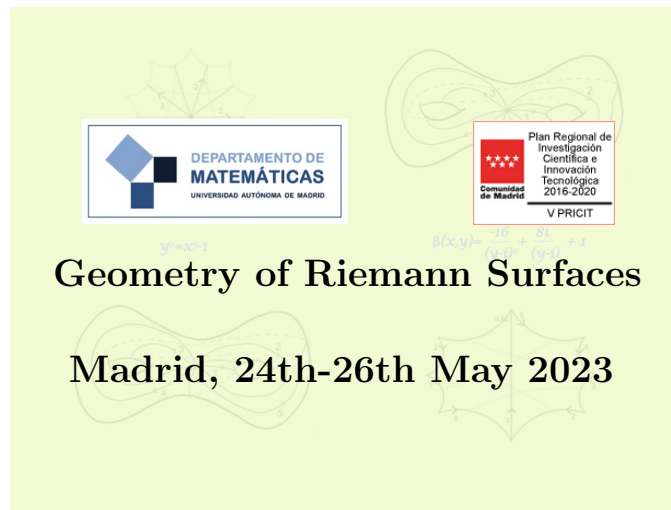 DEPARTAMENTO DE
MATEMÁTICAS
UNIVERSIDAD AUTÓNOMA DE MADRID
Comunidad
de Madrid
Plan Regional de
Investigación
Científica e
Innovación
Tecnológica
2016-2020
V PRICIT
Geometry of Riemann Surfaces
Madrid, 24th-26th May 2023